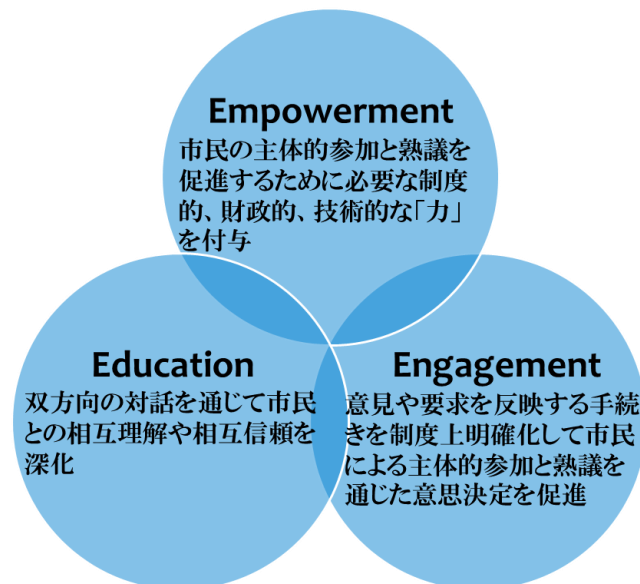 Empowerment
市民の主体的参加と熟議を
促進するために必要な制度
的、財政的、技術的な「力」
を付与
Education
双方向の対話を通じて市民
との相互理解や相互信頼を
深化
Engagement
意見や要求を反映する手続
きを制度上明確化して市民
による主体的参加と熟議を
通じた意思決定を促進